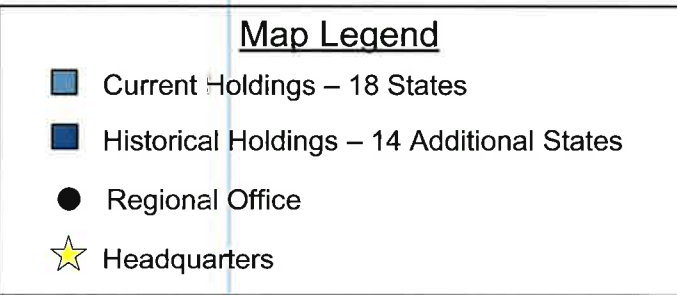 Map Legend
Current Holdings – 18 States
Historical Holdings – 14 Additional States
Regional Office
Headquarters